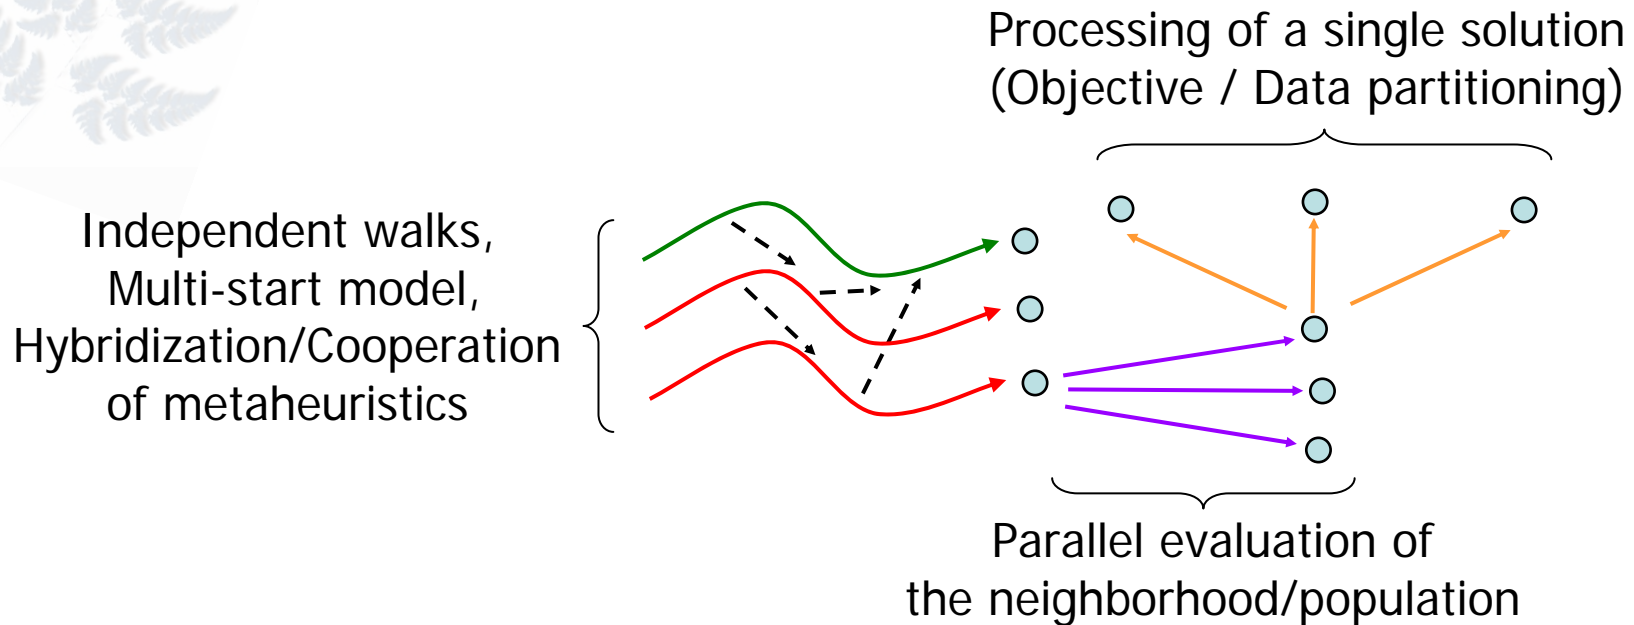 Processing of a single solution
(Objective / Data partitioning)
Independent walks,
Multi-start model,
Hybridization/Cooperation
of metaheuristics
Parallel evaluation of
the neighborhood/population